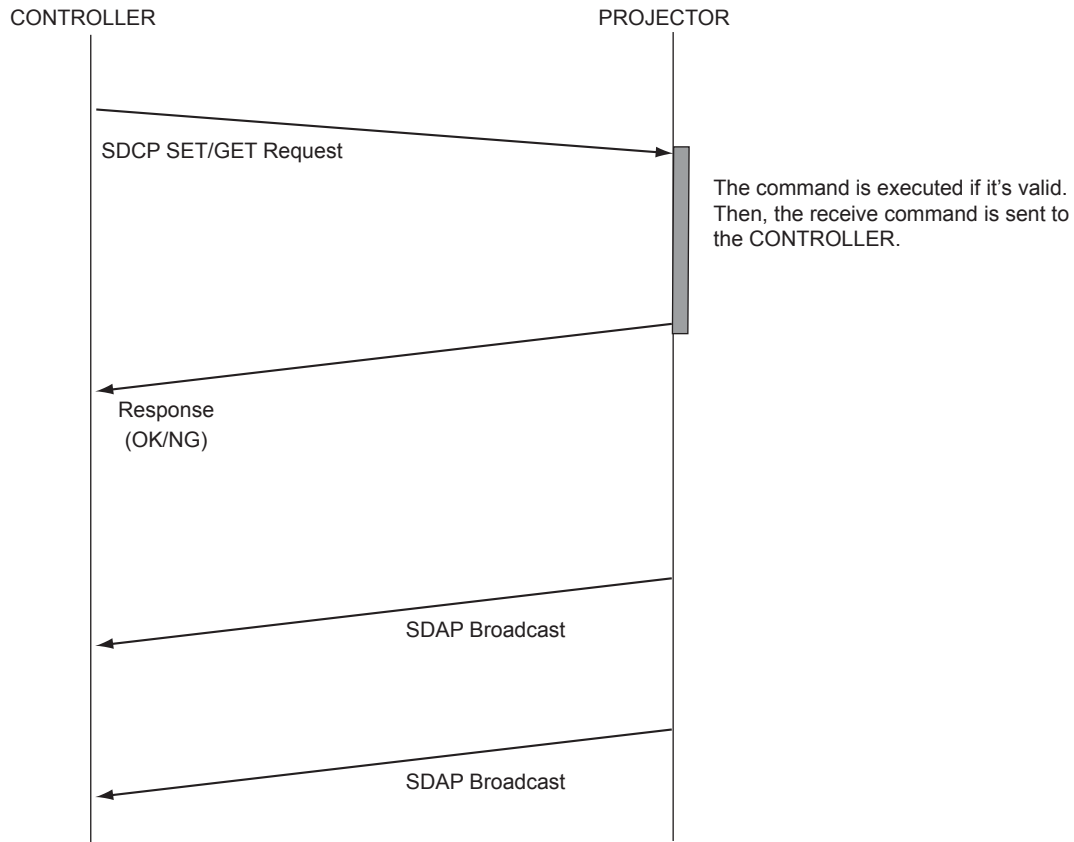 CONTROLLER
PROJECTOR
SDCP SET/GET Request
The command is executed if it's valid.
Then, the receive command is sent to
the CONTROLLER.
Response
(OK/NG)
SDAP Broadcast
SDAP Broadcast